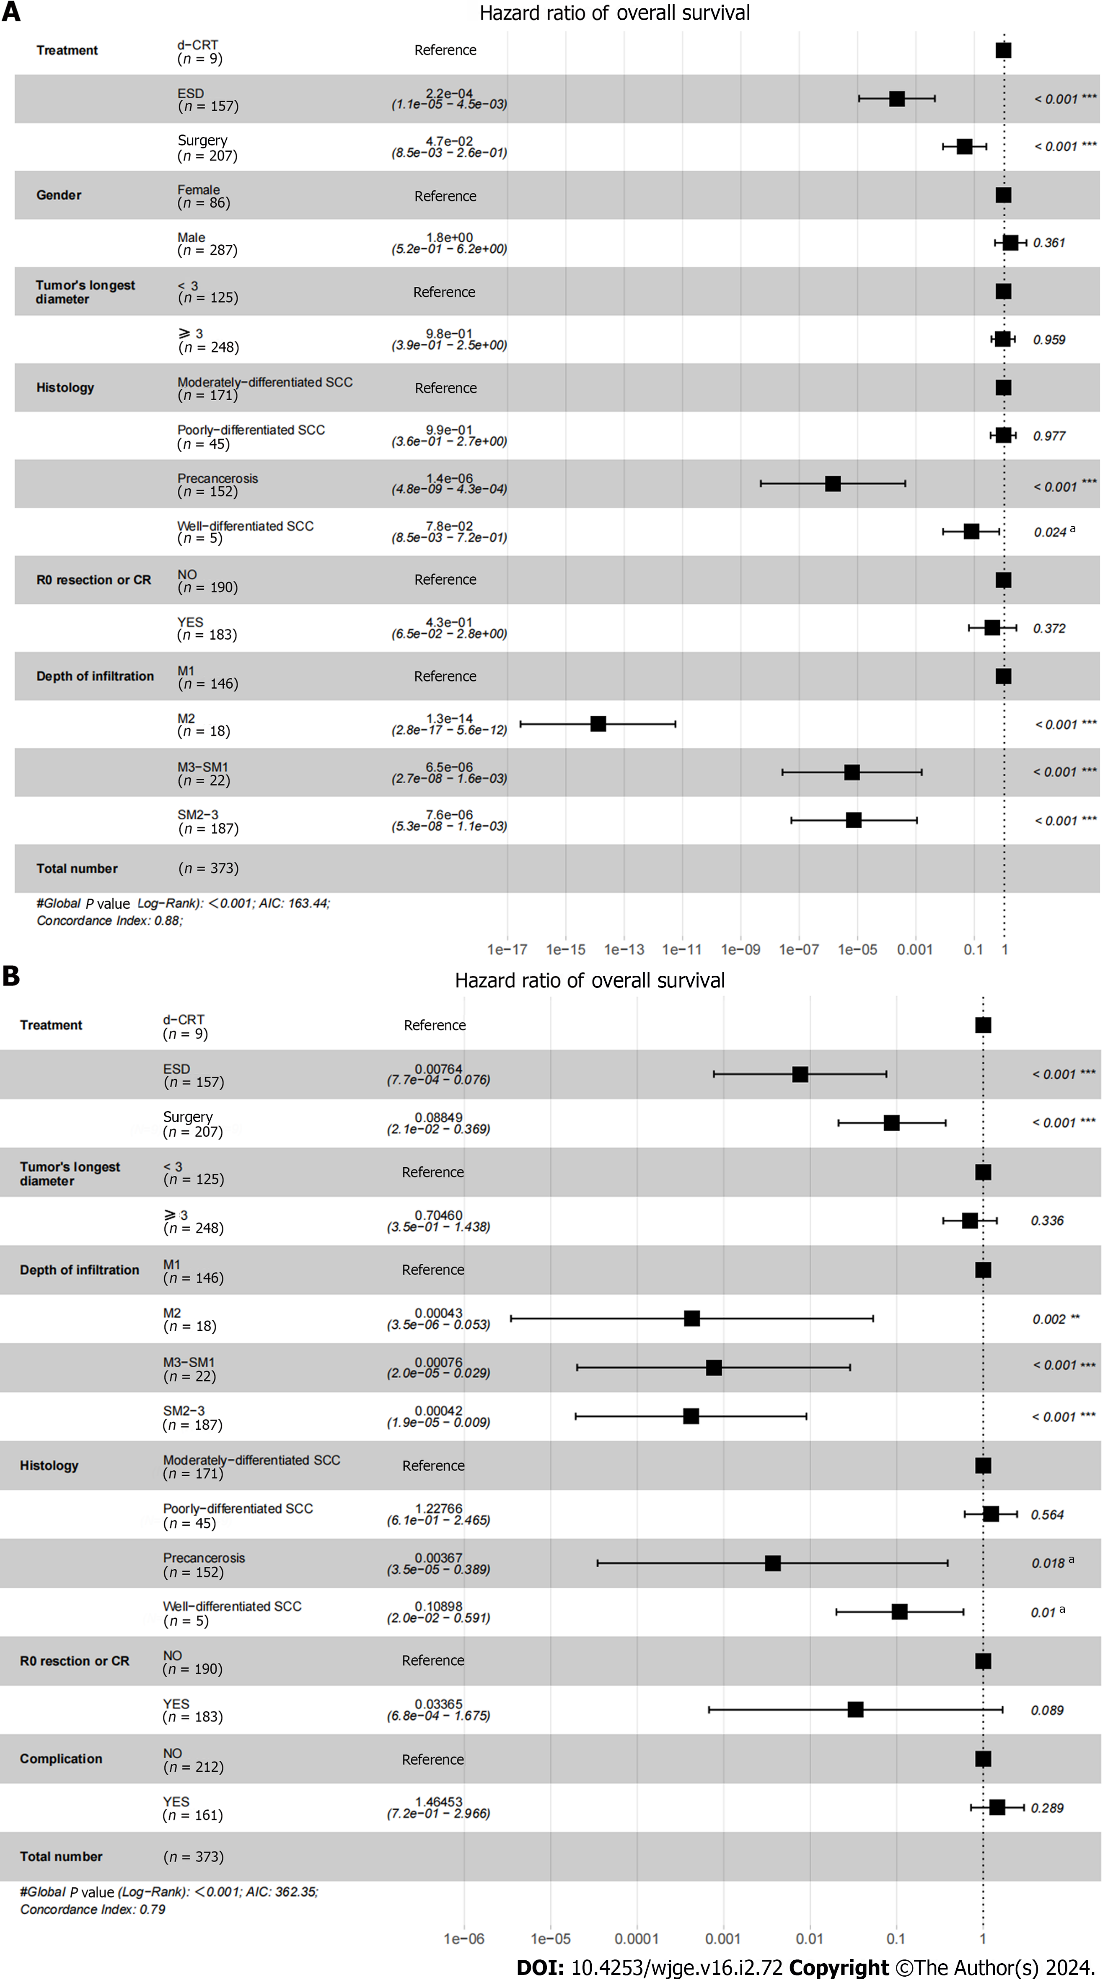 A
Hazard ratio of overall survival
Treatment
d−CRT
(n = 9)
Reference
ESD
(n = 157)
2.2e−04
(1.1e−05 − 4.5e−03)
< 0.001 ***
Surgery
(n = 207)
4.7e−02
(8.5e−03 − 2.6e−01)
< 0.001 ***
Gender
Female
(n = 86)
Reference
Male
(n = 287)
1.8e+00
(5.2e−01 − 6.2e+00)
0.361
Tumor's longest
diameter
< 3
(n = 125)
Reference
⩾ 3
(n = 248)
9.8e−01
(3.9e−01 − 2.5e+00)
0.959
Histology
Moderately−differentiated SCC
(n = 171)
Reference
Poorly−differentiated SCC
(n = 45)
9.9e−01
(3.6e−01 − 2.7e+00)
0.977
Precancerosis
(n = 152)
1.4e−06
(4.8e−09 − 4.3e−04)
< 0.001 ***
Well−differentiated SCC
(n = 5)
7.8e−02
(8.5e−03 − 7.2e−01)
0.024 a
R0 resection or CR
NO
(n = 190)
Reference
YES
(n = 183)
4.3e−01
(6.5e−02 − 2.8e+00)
0.372
Depth of infiltration
M1
(n = 146)
Reference
M2
(n = 18)
1.3e−14
(2.8e−17 − 5.6e−12)
< 0.001 ***
M3−SM1
(n = 22)
6.5e−06
(2.7e−08 − 1.6e−03)
< 0.001 ***
SM2−3
(n = 187)
7.6e−06
(5.3e−08 − 1.1e−03)
< 0.001 ***
Total number
(n = 373)
#Global P value Log−Rank): <0.001; AIC: 163.44;
Concordance Index: 0.88;
1e−17 1e−15 1e−13 1e−11 1e−09 1e−07 1e−05 0.001 0.1 1
B
Hazard ratio of overall survival
Treatment
d−CRT
(n = 9)
Reference
ESD
(n = 157)
0.00764
(7.7e−04 − 0.076)
< 0.001 ***
Surgery
(n = 207)
0.08849
(2.1e−02 − 0.369)
< 0.001 ***
Tumor's longest
diameter
< 3
(n = 125)
Reference
⩾ 3
(n = 248)
0.70460
(3.5e−01 − 1.438)
0.336
Depth of infiltration
M1
(n = 146)
Reference
M2
(n = 18)
0.00043
(3.5e−06 − 0.053)
0.002 **
M3−SM1
(n = 22)
0.00076
(2.0e−05 − 0.029)
< 0.001 ***
SM2−3
(n = 187)
0.00042
(1.9e−05 − 0.009)
< 0.001 ***
Histology
Moderately−differentiated SCC
(n = 171)
Reference
Poorly−differentiated SCC
(n = 45)
1.22766
(6.1e−01 − 2.465)
0.564
Precancerosis
(n = 152)
0.00367
(3.5e−05 − 0.389)
0.018 a
Well−differentiated SCC
(n = 5)
0.10898
(2.0e−02 − 0.591)
0.01 a
R0 resction or CR
NO
(n = 190)
Reference
YES
(n = 183)
0.03365
(6.8e−04 − 1.675)
0.089
Complication
NO
(n = 212)
Reference
YES
(n = 161)
1.46453
(7.2e−01 − 2.966)
0.289
Total number
(n = 373)
#Global P value (Log−Rank): <0.001; AIC: 362.35;
Concordance Index: 0.79
1e−06 1e−05 0.0001 0.001 0.01 0.1 1
DOI: 10.4253/wjge.v16.i2.72 Copyright ©The Author(s) 2024.